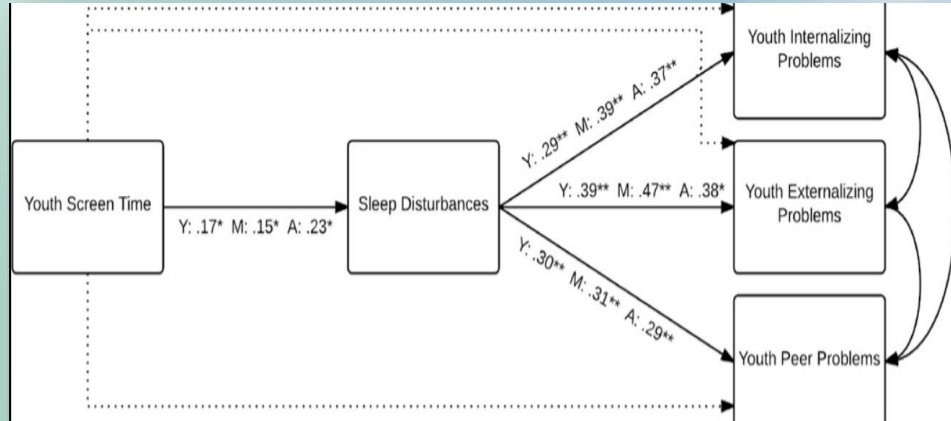 Youth Internalizing
Problems
Y: .29** M: .39** A: .37**
Youth Screen Time
Y: .17* M: .15* A: .23*
Sleep Disturbances
Y: .39** M: .47** A: .38*
Youth Externalizing
Problems
Y: .30** M: .31** A: .29**
Youth Peer Problems